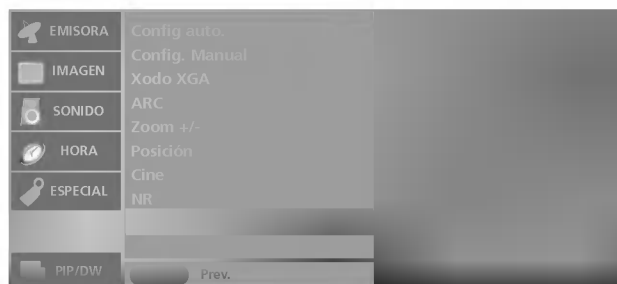 EMISORA
IMAGEN
SONIDO
HORA
ESPECIAL
PIP/DW
Config auto.
Config. Manual
Xodo XGA
ARC
Zoom +/-
Posición
Cine
NR
Prev.